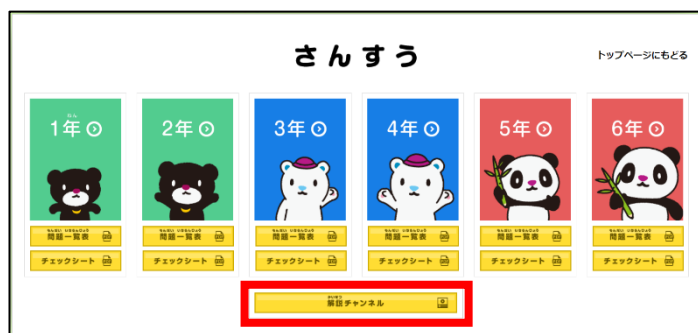 さんすう
トップページにもどる
1年
2年
3年
4年
5年
6年
問題一覧表
問題一覧表
問題一覧表
問題一覧表
問題一覧表
問題一覧表
チェックシート
チェックシート
チェックシート
チェックシート
チェックシート
チェックシート
解説チャンネル